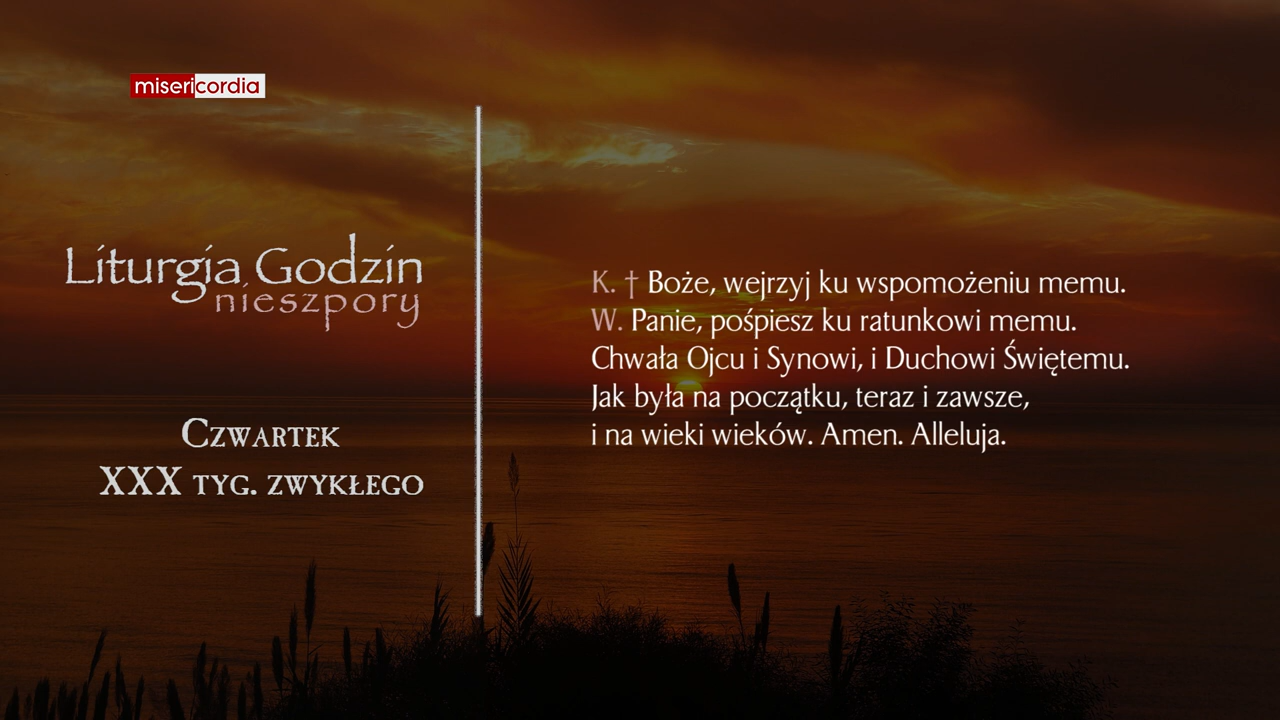 misericordia
Liturgia Godzin
nieszpory
Czwartek
XXX tyg. zwykłego
K. † Boże, wejrzyj ku wspomożeniu memu.
W. Panie, pośpiesz ku ratunkowi memu.
Chwała Ojcu i Synowi, i Duchowi Świętemu.
Jak była na początku, teraz i zawsze,
i na wieki wieków. Amen. Alleluja.